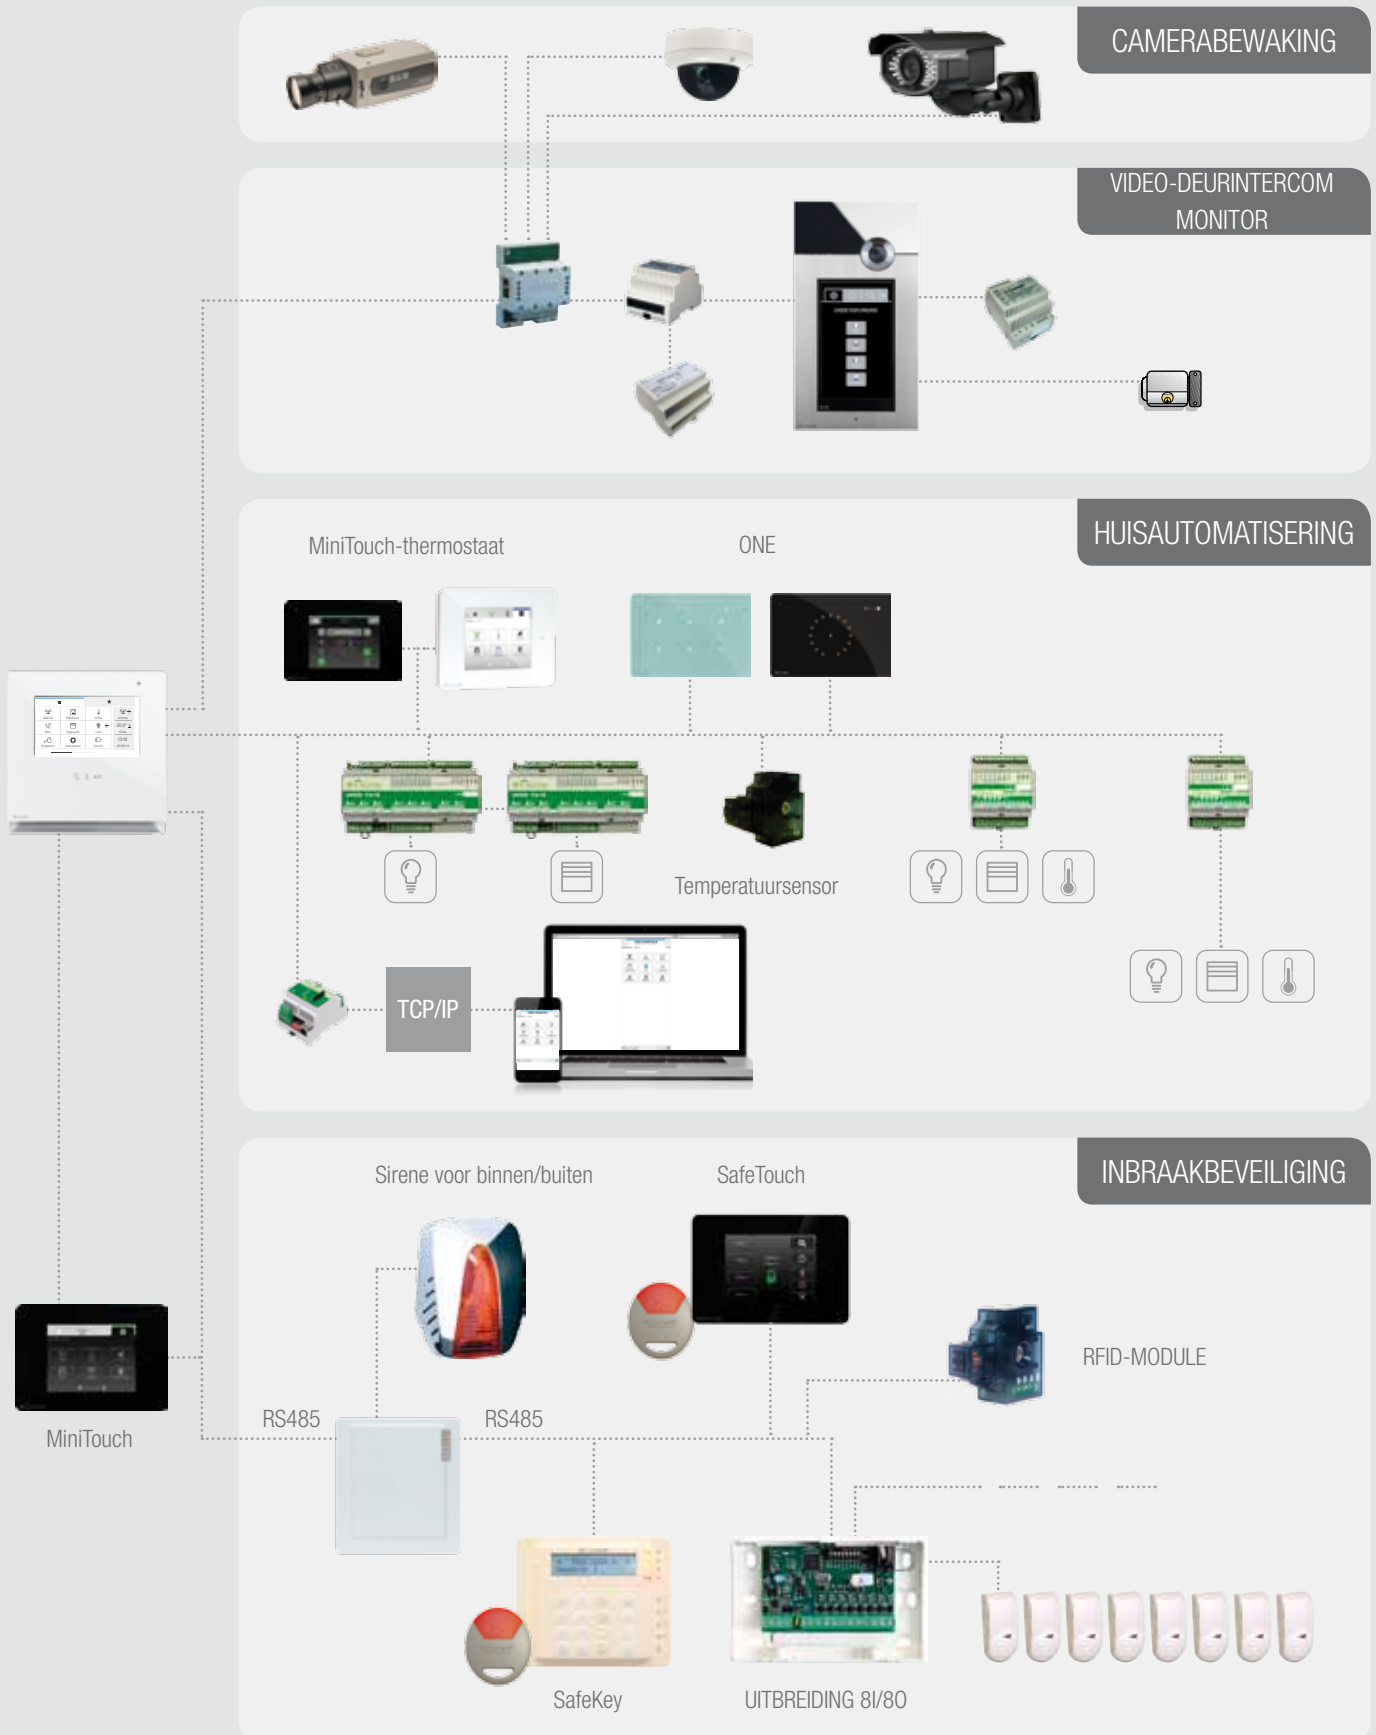 CAMERABEWAKING
VIDEO-DEURINTERCOM
MONITOR
HUISAUTOMATISERING
MiniTouch-thermostaat
ONE
Temperatuursensor
TCP/IP
INBRAAKBEVEILIGING
Sirene voor binnen/buiten
SafeTouch
RFID-MODULE
MiniTouch
RS485
RS485
SafeKey
UITBREIDING 8I/8O